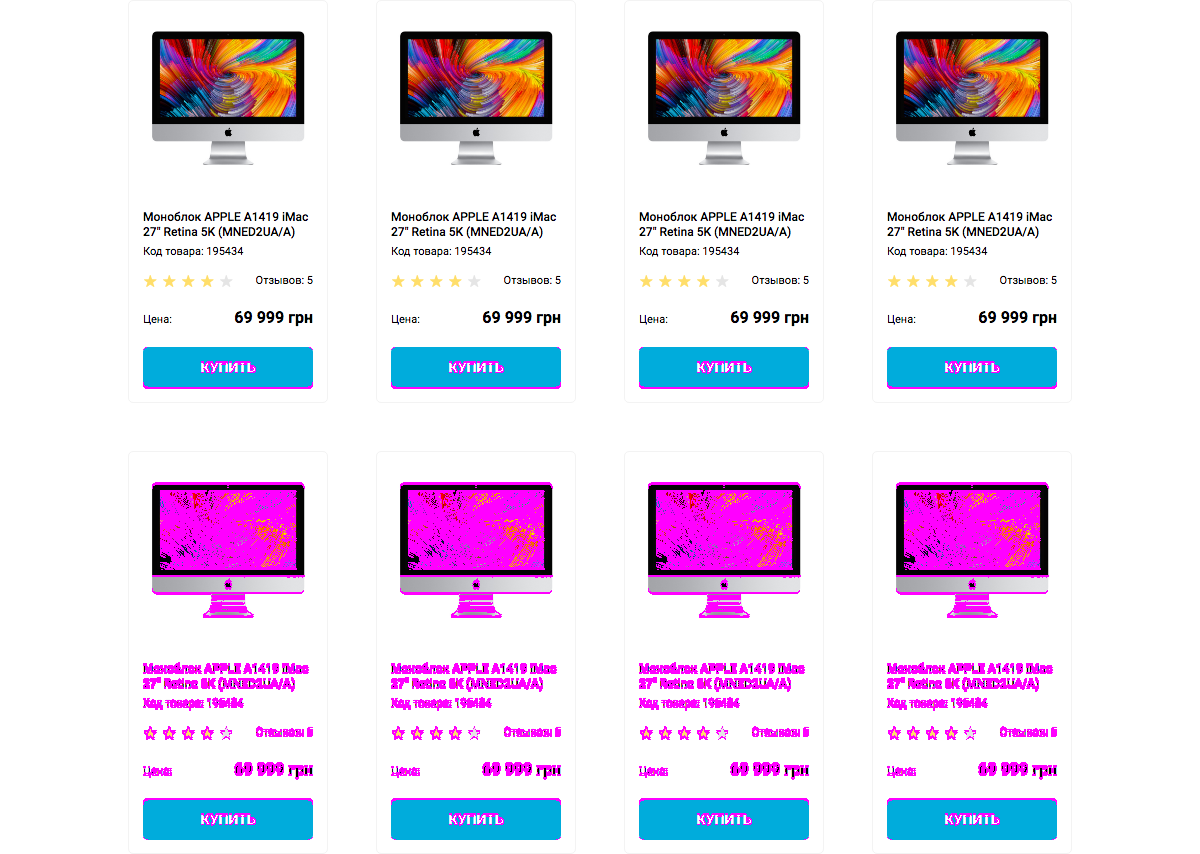 Моноблок APPLE A1419 iMac
27" Retina 5K (MNED2UA/A)
Код товара: 195434
Отзывов: 5
Цена: 69 999 грн
КУПИТЬ
Моноблок APPLE A1419 iMac
27" Retina 5K (MNED2UA/A)
Код товара: 195434
Отзывов: 5
Цена: 69 999 грн
КУПИТЬ
Моноблок APPLE A1419 iMac
27" Retina 5K (MNED2UA/A)
Код товара: 195434
Отзывов: 5
Цена: 69 999 грн
КУПИТЬ
Моноблок APPLE A1419 iMac
27" Retina 5K (MNED2UA/A)
Код товара: 195434
Отзывов: 5
Цена: 69 999 грн
КУПИТЬ
Моноблок APPLE A1419 iMac
27" Retina 5K (MNED2UA/A)
Код товара: 195434
Отзывов: 5
Цена: 69 999 грн
КУПИТЬ
Моноблок APPLE A1419 iMac
27" Retina 5K (MNED2UA/A)
Код товара: 195434
Отзывов: 5
Цена: 69 999 грн
КУПИТЬ
Моноблок APPLE A1419 iMac
27" Retina 5K (MNED2UA/A)
Код товара: 195434
Отзывов: 5
Цена: 69 999 грн
КУПИТЬ
Моноблок APPLE A1419 iMac
27" Retina 5K (MNED2UA/A)
Код товара: 195434
Отзывов: 5
Цена: 69 999 грн
КУПИТЬ